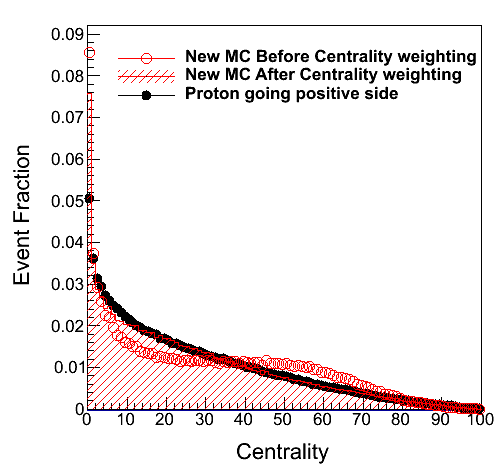 0.09
0.08
0.07
0.06
0.05
0.04
0.03
0.02
0.01
0
Event Fraction
New MC Before Centrality weighting
New MC After Centrality weighting
Proton going positive side
0 10 20 30 40 50 60 70 80 90 100
Centrality